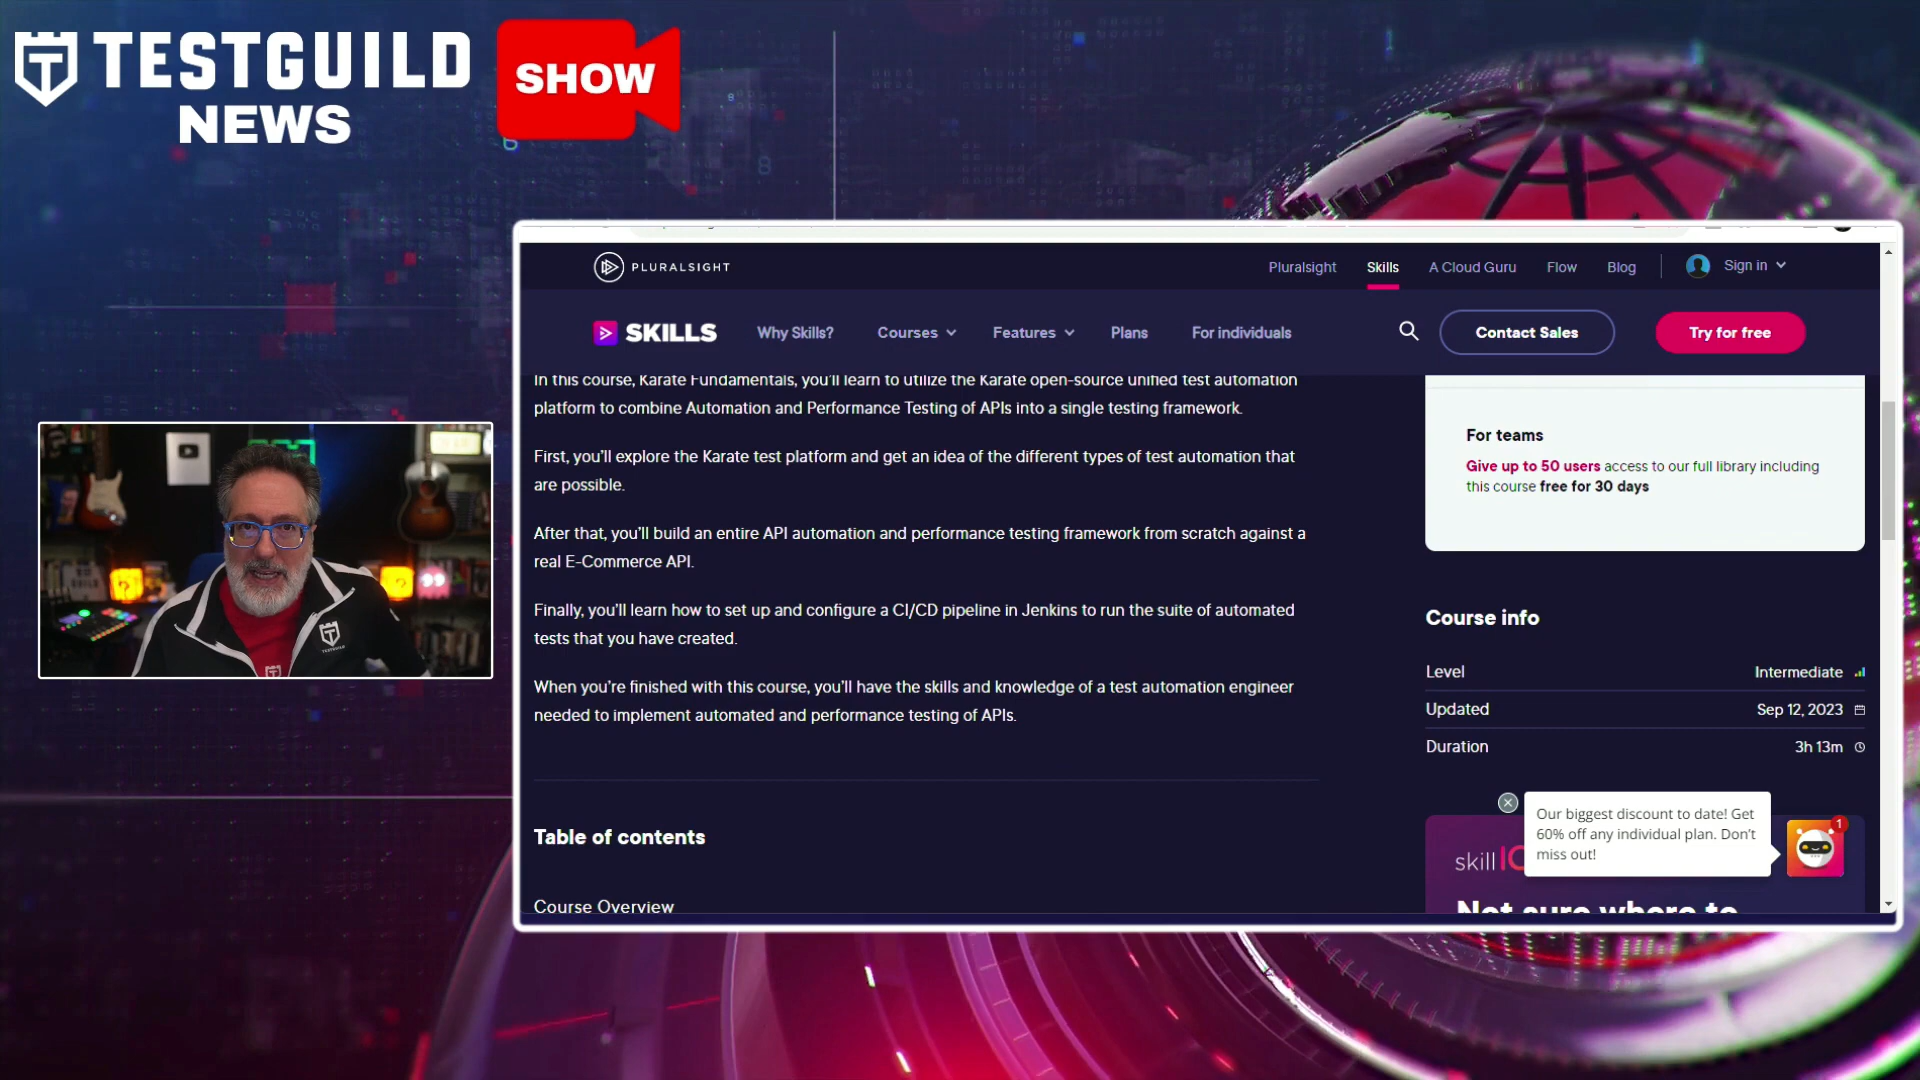 TESTGUILD
NEWS
SHOW
PLURALSIGHT
Pluralsight
Skills
A Cloud Guru
Flow
Blog
Sign in
SKILLS
Why Skills?
Courses
Features
Plans
For individuals
Contact Sales
Try for free
In this course, Karate Fundamentals, you'll learn to utilize the Karate open-source unified test automation
platform to combine Automation and Performance Testing of APIs into a single testing framework.
First, you'll explore the Karate test platform and get an idea of the different types of test automation that
are possible.
After that, you'll build an entire API automation and performance testing framework from scratch against a
real E-Commerce API.
Finally, you'll learn how to set up and configure a CI/CD pipeline in Jenkins to run the suite of automated
tests that you have created.
When you're finished with this course, you'll have the skills and knowledge of a test automation engineer
needed to implement automated and performance testing of APIs.
Table of contents
Course Overview
For teams
Give up to 50 users access to our full library including
this course free for 30 days
Course info
Level Intermediate
Updated Sep 12, 2023
Duration 3h 13m
Our biggest discount to date! Get
60% off any individual plan. Don't
miss out!
1
skill
Not sure where to
TESTGUILD